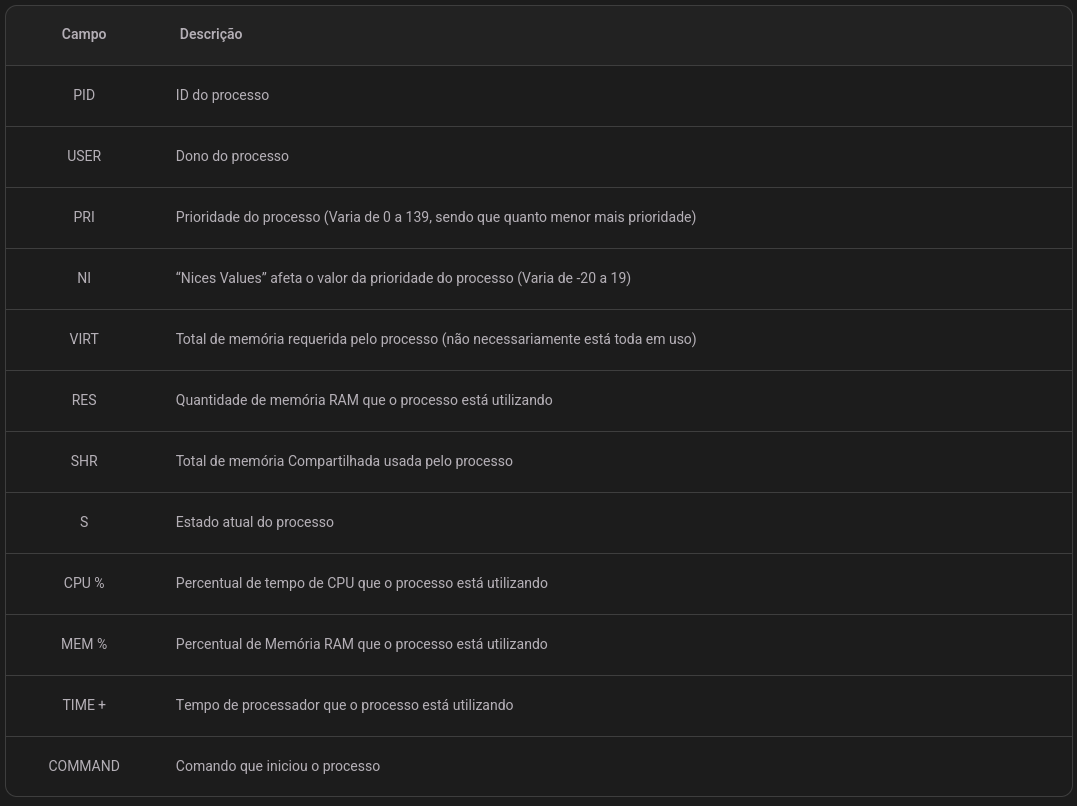 Campo Descrição
PID ID do processo
USER Dono do processo
PRI Prioridade do processo (Varia de 0 a 139, sendo que quanto menor mais prioridade)
NI “Nices Values” afeta o valor da prioridade do processo (Varia de -20 a 19)
VIRT Total de memória requerida pelo processo (não necessariamente está toda em uso)
RES Quantidade de memória RAM que o processo está utilizando
SHR Total de memória Compartilhada usada pelo processo
S Estado atual do processo
CPU % Percentual de tempo de CPU que o processo está utilizando
MEM % Percentual de Memória RAM que o processo está utilizando
TIME + Tempo de processador que o processo está utilizando
COMMAND Comando que iniciou o processo